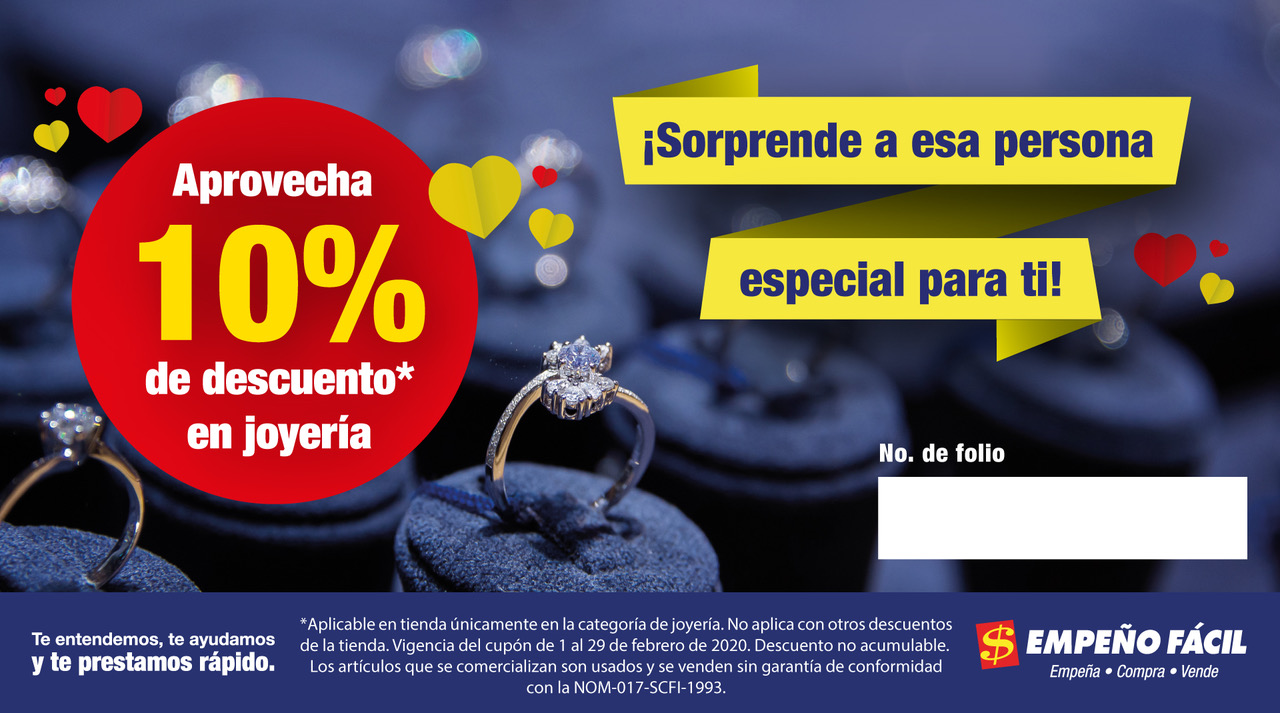 Aprovecha
10%
de descuento*
en joyería
¡Sorprende a esa persona
especial para ti!
No. de folio
Te entendemos, te ayudamos
y te prestamos rápido.
*Aplicable en tienda únicamente en la categoría de joyería. No aplica con otros descuentos
de la tienda. Vigencia del cupón de 1 al 29 de febrero de 2020. Descuento no acumulable.
Los artículos que se comercializan son usados y se venden sin garantía de conformidad
con la NOM-017-SCFI-1993.
$ EMPEÑO FÁCIL
Empeña • Compra • Vende